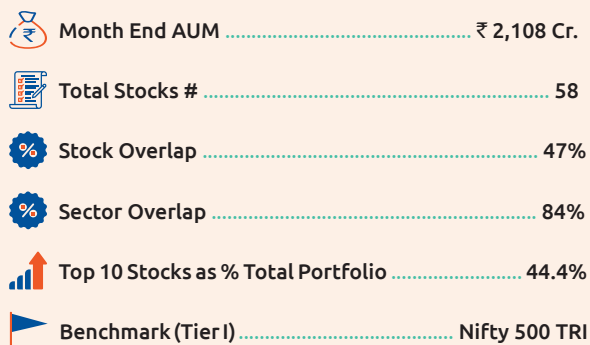 Month End AUM ₹ 2,108 Cr.
Total Stocks # 58
Stock Overlap 47%
Sector Overlap 84%
Top 10 Stocks as % Total Portfolio 44.4%
Benchmark (Tier I) Nifty 500 TRI